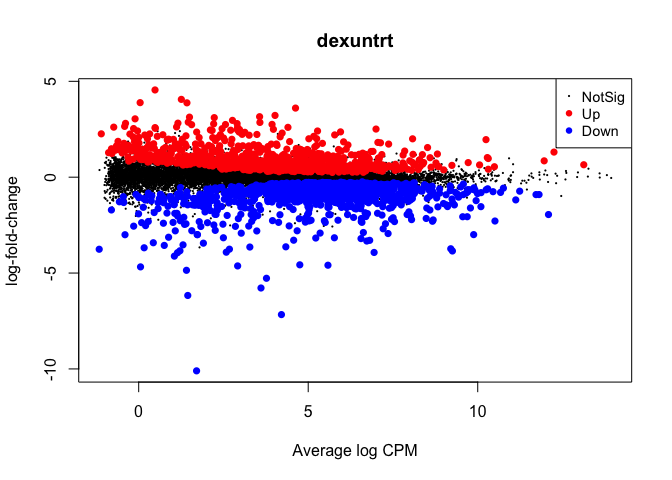 dexuntrt
5
0
-5
-10
log-fold-change
NotSig
Up
Down
0
5
10
Average log CPM